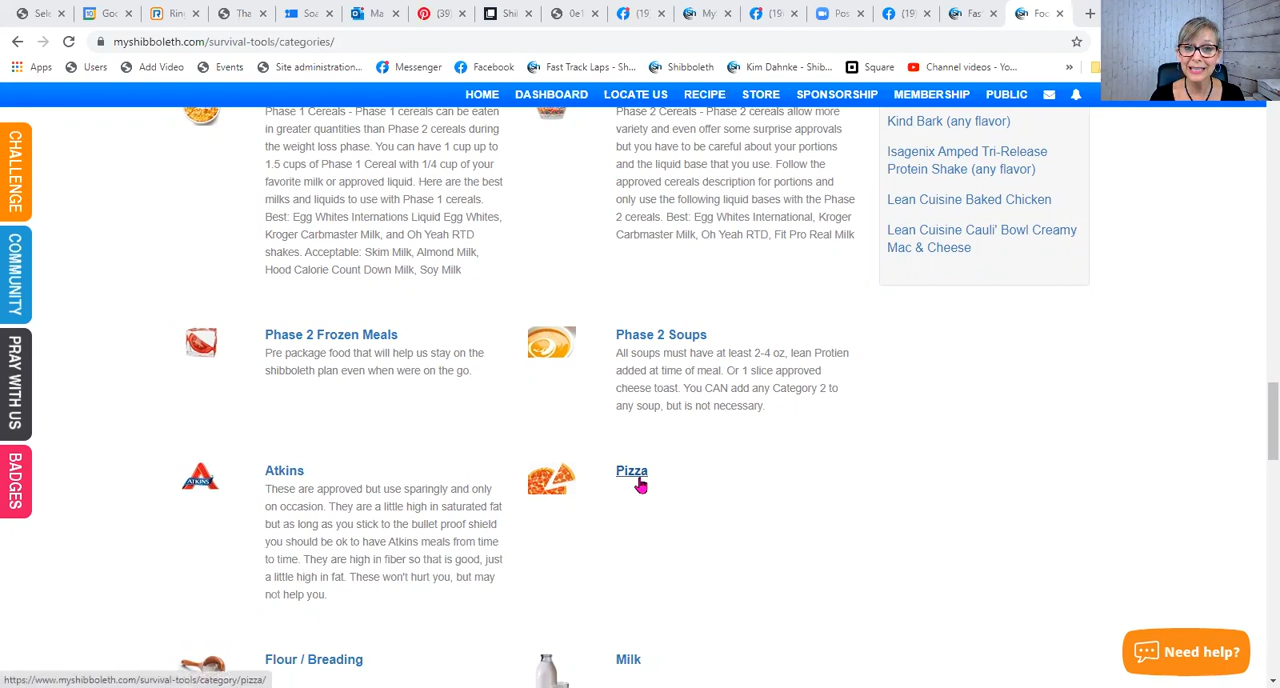 Sele
Goo
Ring
Tha
Soa
Ma
(39)
Shi
0e1
(19)
My
(19)
Pos
(19)
Fas
Foo
myshibboleth.com/survival-tools/categories/
Apps
Users
Add Video
Events
Site administration...
Messenger
Fast Track Laps - Sh...
Shibboleth
Kim Dahnke - Shib...
Square
Channel videos - Yo...
»
HOME DASHBOARD LOCATE US RECIPE STORE SPONSORSHIP MEMBERSHIP PUBLIC
CHALLENGE
COMMUNITY
PRAY WITH US
BADGES
Phase 1 Cereals - Phase 1 cereals can be eaten
in greater quantities than Phase 2 cereals during
the weight loss phase. You can have 1 cup up to
1.5 cups of Phase 1 Cereal with 1/4 cup of your
favorite milk or approved liquid. Here are the best
milks and liquids to use with Phase 1 cereals.
Best: Egg Whites Internations Liquid Egg Whites,
Kroger Carbmaster Milk, and Oh Yeah RTD
shakes. Acceptable: Skim Milk, Almond Milk,
Hood Calorie Count Down Milk, Soy Milk
Phase 2 Cereals - Phase 2 cereals allow more
variety and even offer some surprise approvals
but you have to be careful about your portions
and the liquid base that you use. Follow the
approved cereals description for portions and
only use the following liquid bases with the Phase
2 cereals. Best: Egg Whites International, Kroger
Carbmaster Milk, Oh Yeah RTD, Fit Pro Real Milk
Kind Bark (any flavor)
Isagenix Amped Tri-Release
Protein Shake (any flavor)
Lean Cuisine Baked Chicken
Lean Cuisine Cauli' Bowl Creamy
Mac & Cheese
Phase 2 Frozen Meals
Pre package food that will help us stay on the
shibboleth plan even when were on the go.
Phase 2 Soups
All soups must have at least 2-4 oz, lean Protien
added at time of meal. Or 1 slice approved
cheese toast. You CAN add any Category 2 to
any soup, but is not necessary.
ATKINS
Atkins
These are approved but use sparingly and only
on occasion. They are a little high in saturated fat
but as long as you stick to the bullet proof shield
you should be ok to have Atkins meals from time
to time. They are high in fiber so that is good, just
a little high in fat. These won't hurt you, but may
not help you.
Pizza
Flour / Breading
Milk
Need help?
https://www.myshibboleth.com/survival-tools/category/pizza/